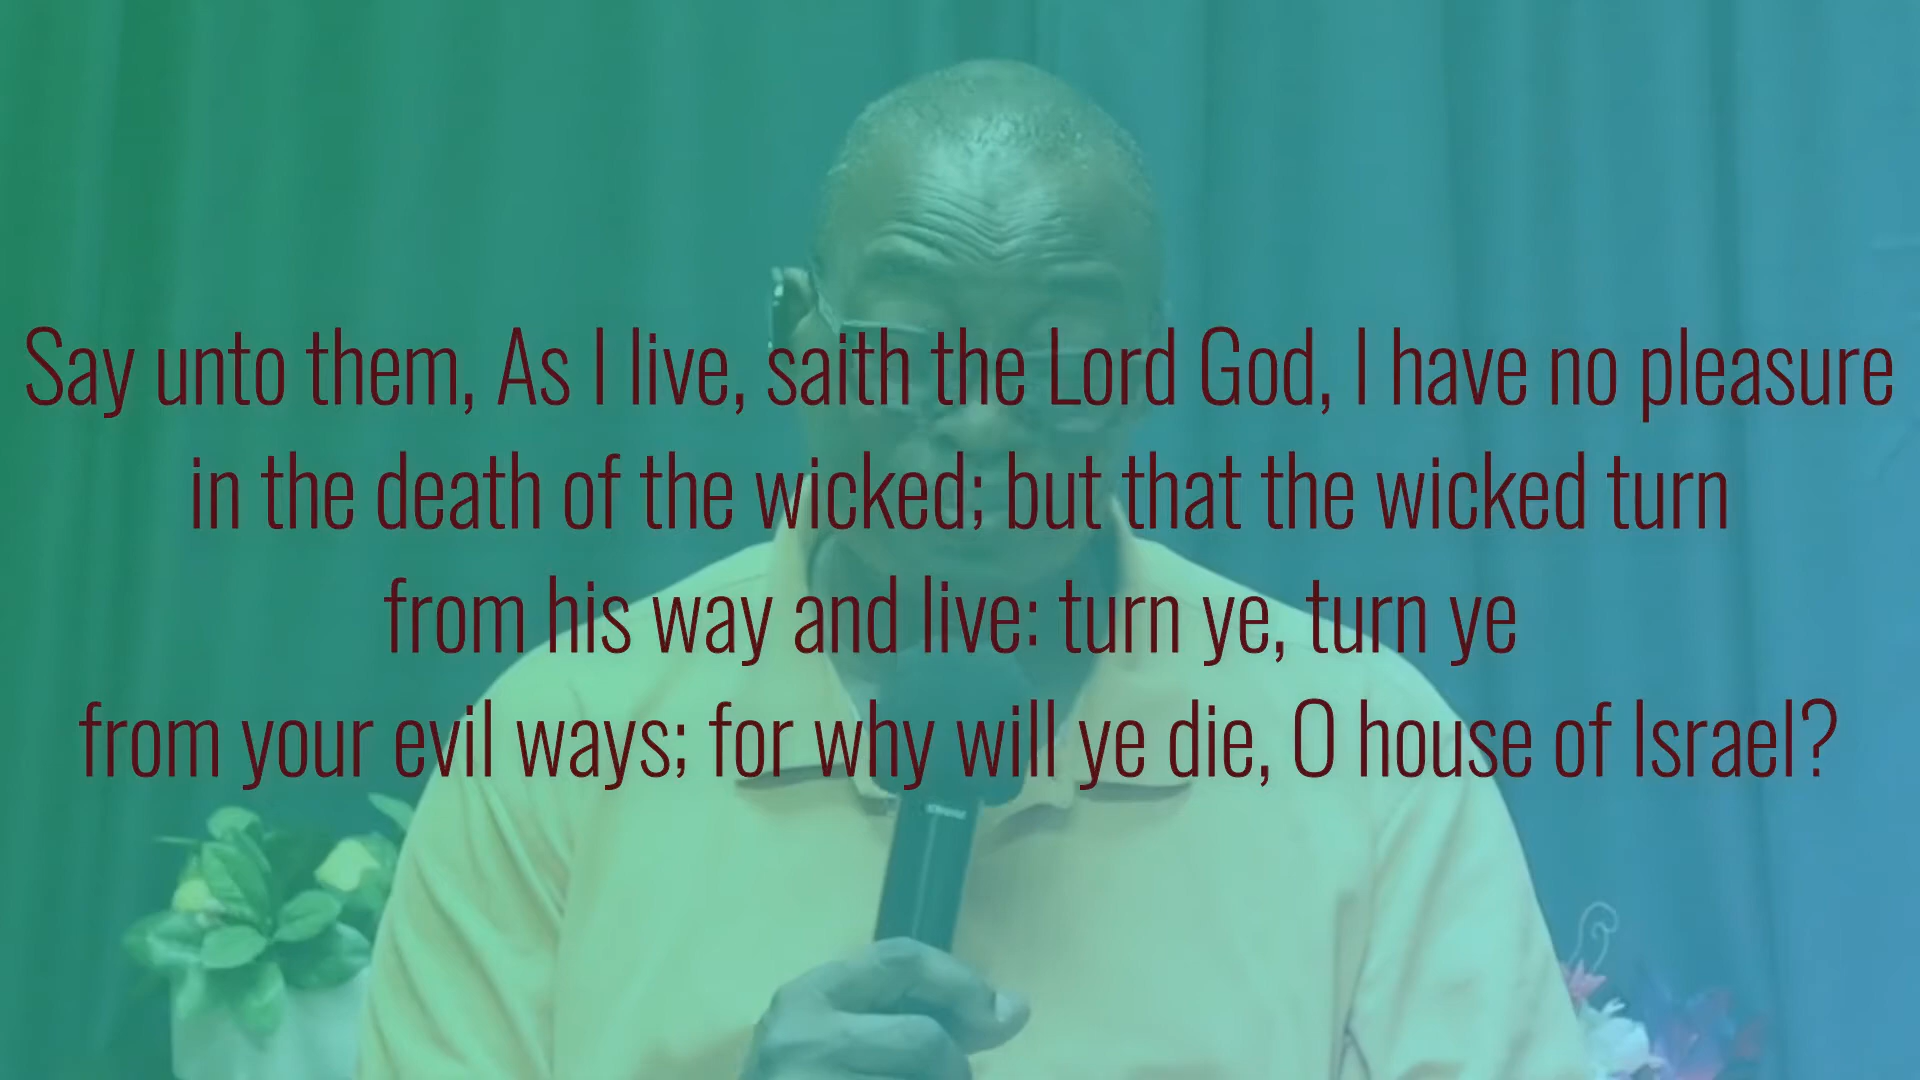 Say unto them, As I live, saith the Lord God, I have no pleasure
in the death of the wicked; but that the wicked turn
from his way and live: turn ye, turn ye
from your evil ways; for why will ye die, O house of Israel?